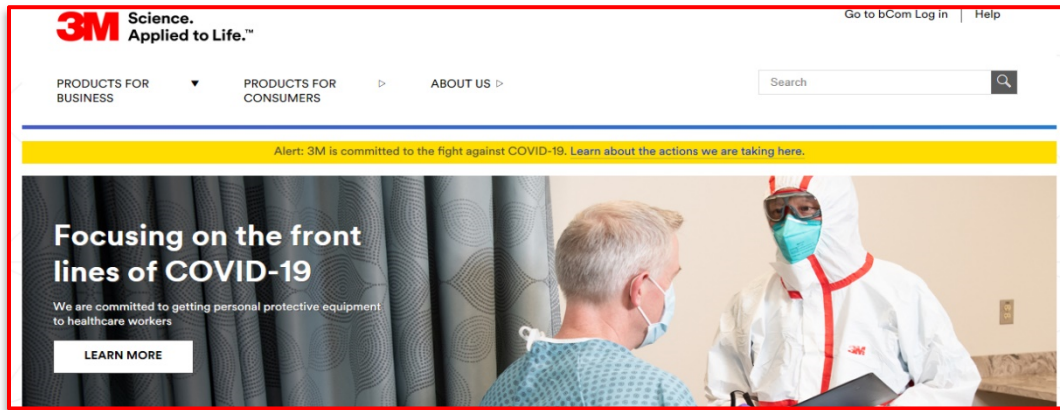 3M Science.
Applied to Life.™
Go to bCom Log in | Help
PRODUCTS FOR
BUSINESS
PRODUCTS FOR
CONSUMERS
ABOUT US
Search
Alert: 3M is committed to the fight against COVID-19. Learn about the actions we are taking here.
Focusing on the front
lines of COVID-19
We are committed to getting personal protective equipment
to healthcare workers
LEARN MORE
3M